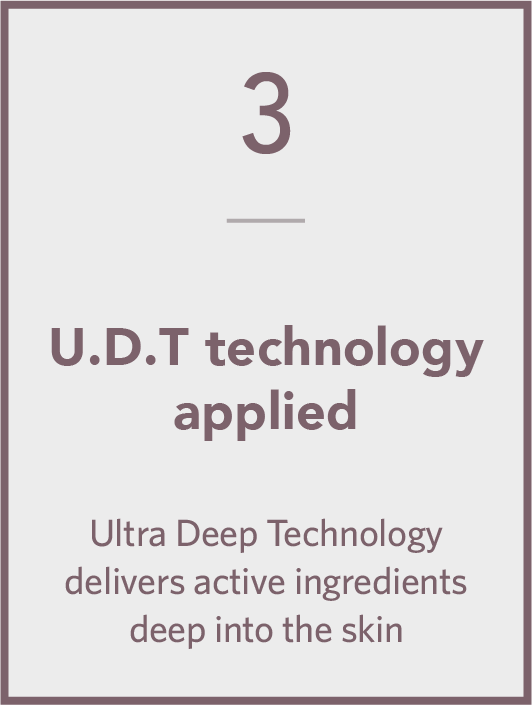 3
U.D.T technology
applied
Ultra Deep Technology
delivers active ingredients
deep into the skin